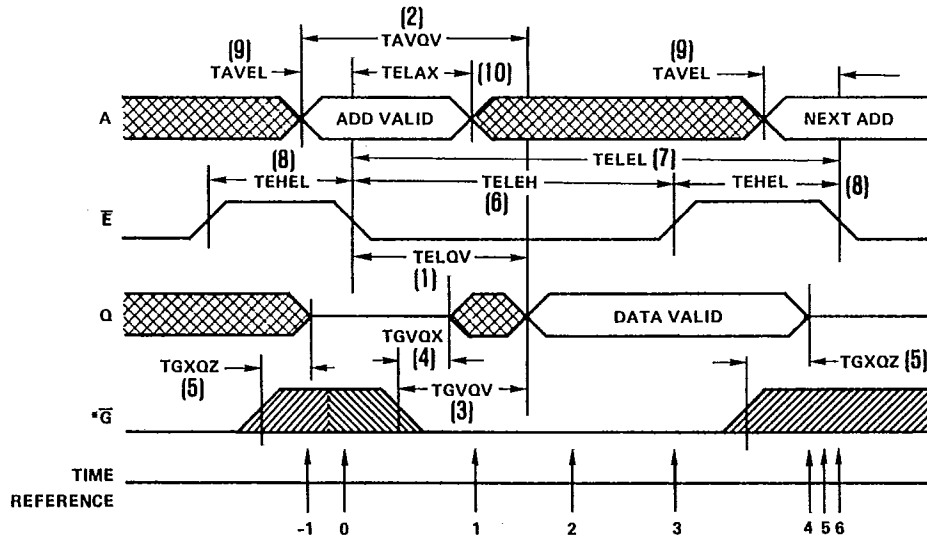 (2)
TAVQV
(9)
TAVEL
TELAX
(10)
(9)
TAVEL
A
ADD VALID
NEXT ADD
TELEL (7)
(8)
TEHEL
TELEH
(6)
TEHEL
(8)
E
TELQV
(1)
Q
DATA VALID
TGVQX
(4)
TGXQZ
(5)
TGXQZ (5)
TGVQV
(3)
*G
TIME
REFERENCE
-1 0 1 2 3 4 5 6